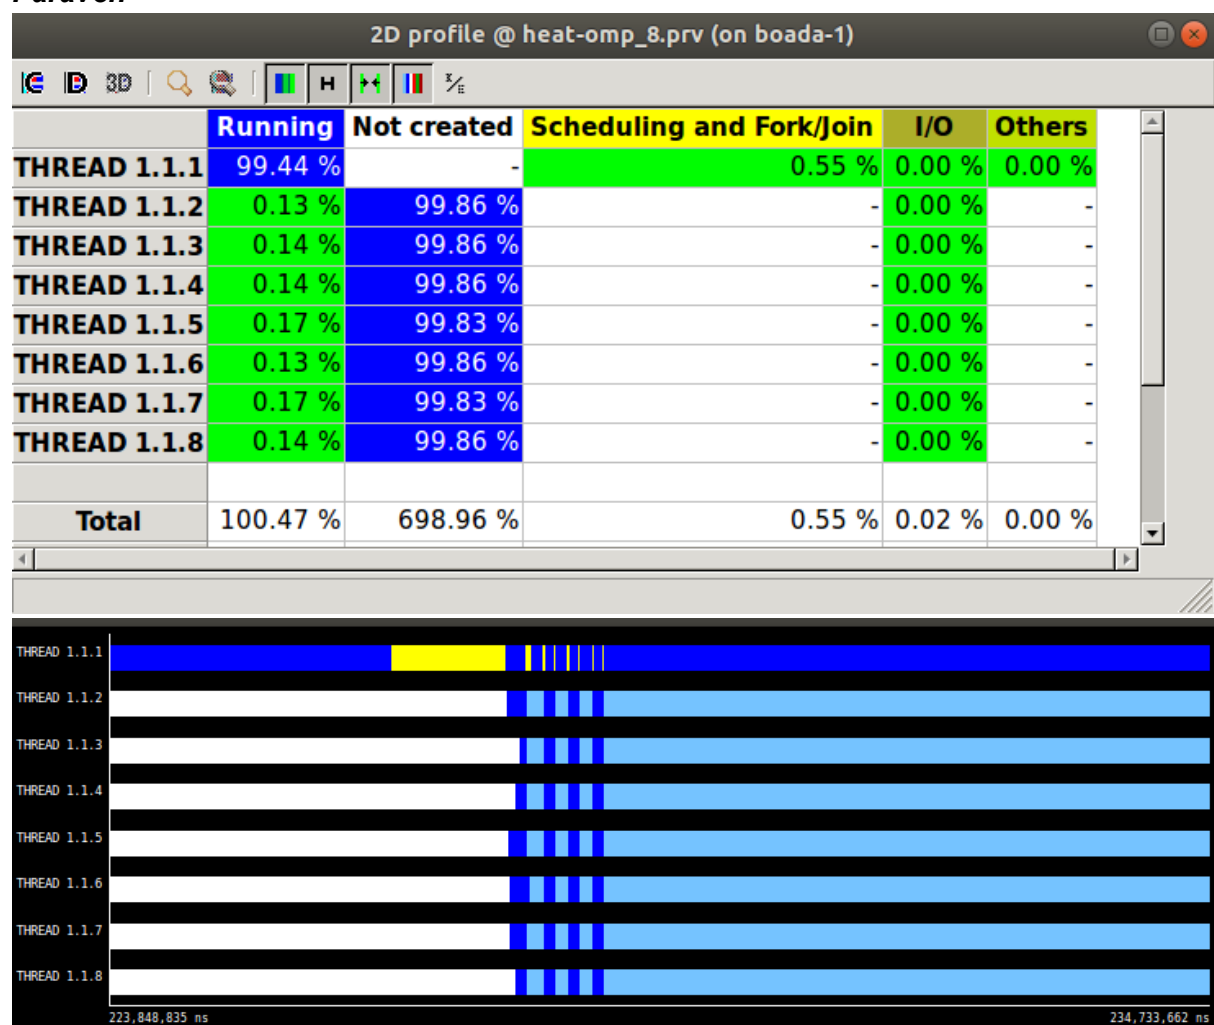 Paraver:
2D profile @ heat-omp_8.prv (on boada-1)
3D
H
Running Not created Scheduling and Fork/Join I/O Others
THREAD 1.1.1 99.44 % - 0.55 % 0.00 % 0.00 %
THREAD 1.1.2 0.13 % 99.86 % - 0.00 % -
THREAD 1.1.3 0.14 % 99.86 % - 0.00 % -
THREAD 1.1.4 0.14 % 99.86 % - 0.00 % -
THREAD 1.1.5 0.17 % 99.83 % - 0.00 % -
THREAD 1.1.6 0.13 % 99.86 % - 0.00 % -
THREAD 1.1.7 0.17 % 99.83 % - 0.00 % -
THREAD 1.1.8 0.14 % 99.86 % - 0.00 % -
Total 100.47 % 698.96 % 0.55 % 0.02 % 0.00 %
THREAD 1.1.1
THREAD 1.1.2
THREAD 1.1.3
THREAD 1.1.4
THREAD 1.1.5
THREAD 1.1.6
THREAD 1.1.7
THREAD 1.1.8
223,848,835 ns 234,733,662 ns